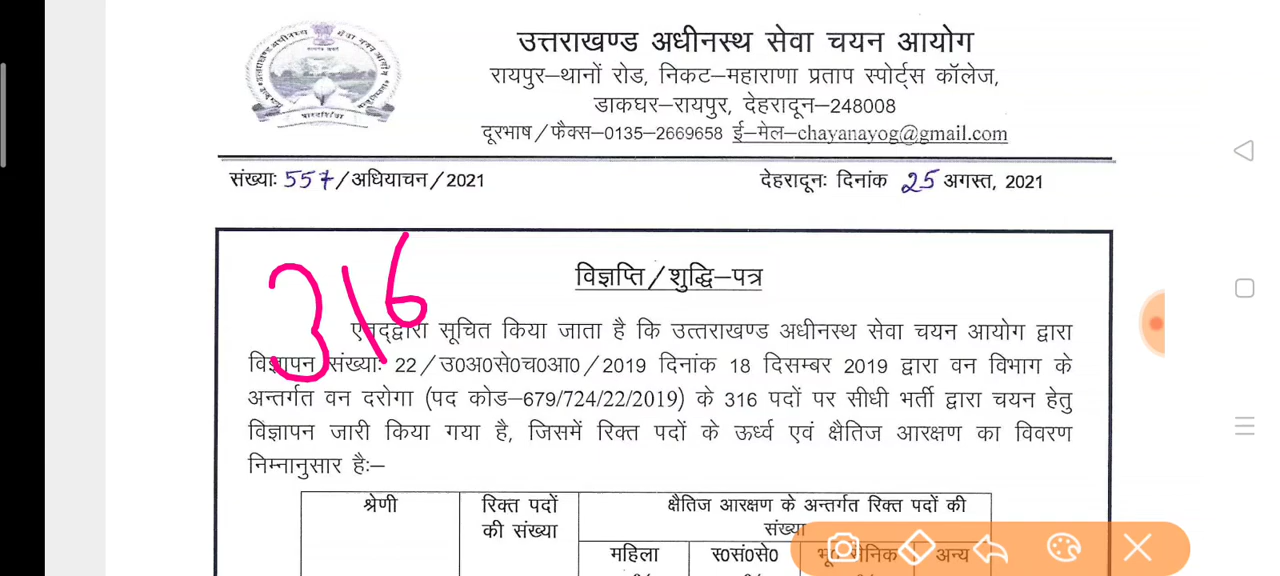 उत्तराखण्ड अधीनस्थ सेवा चयन आयोग
रायपुर–थानों रोड, निकट–महाराणा प्रताप स्पोर्ट्स कॉलेज,
डाकघर–रायपुर, देहरादून–248008
दूरभाष/फैक्स–0135–2669658 ई–मेल–chayanayog@gmail.com
संख्याः 557/अधियाचन/2021 देहरादूनः दिनांक 25 अगस्त, 2021
316
विज्ञप्ति/शुद्धि–पत्र
एतद्द्वारा सूचित किया जाता है कि उत्तराखण्ड अधीनस्थ सेवा चयन आयोग द्वारा
विज्ञापन संख्याः 22/उ0अ0से0च0आ0/2019 दिनांक 18 दिसम्बर 2019 द्वारा वन विभाग के
अन्तर्गत वन दरोगा (पद कोड–679/724/22/2019) के 316 पदों पर सीधी भर्ती द्वारा चयन हेतु
विज्ञापन जारी किया गया है, जिसमें रिक्त पदों के ऊर्ध्व एवं क्षैतिज आरक्षण का विवरण
निम्नानुसार हैः–
श्रेणी रिक्त पदों क्षैतिज आरक्षण के अन्तर्गत रिक्त पदों की
की संख्या संख्या
महिला स0सं0से0 भू0 सैनिक अन्य